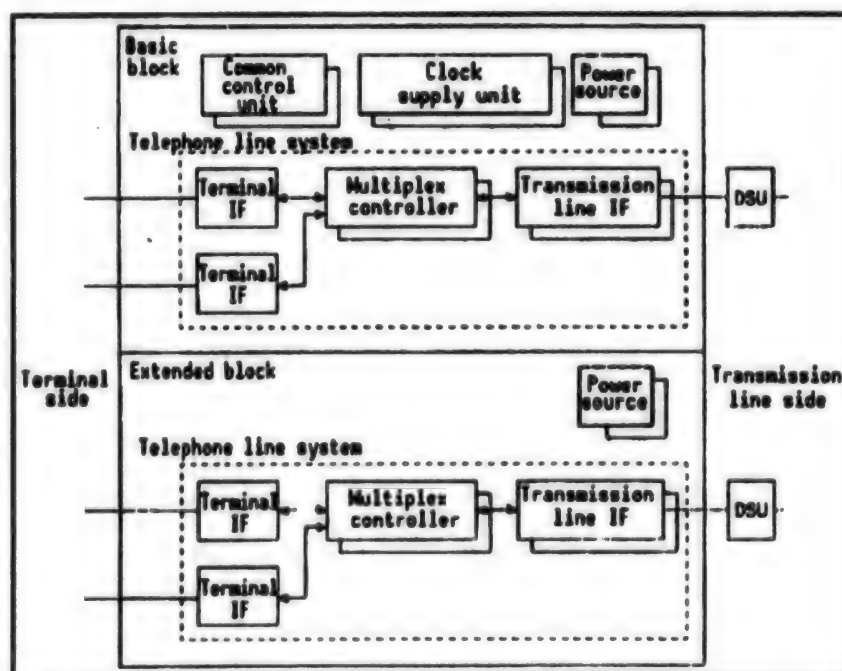 Basic
block
Common
control
unit
Clock
supply unit
Power
source
Telephone line system
Terminal
IF
Multiplex
controller
Transmission
line IF
DSU
Terminal
IF
Terminal
side
Extended block
Power
source
Transmission
line side
Telephone line system
Terminal
IF
Multiplex
controller
Transmission
line IF
DSU
Terminal
IF